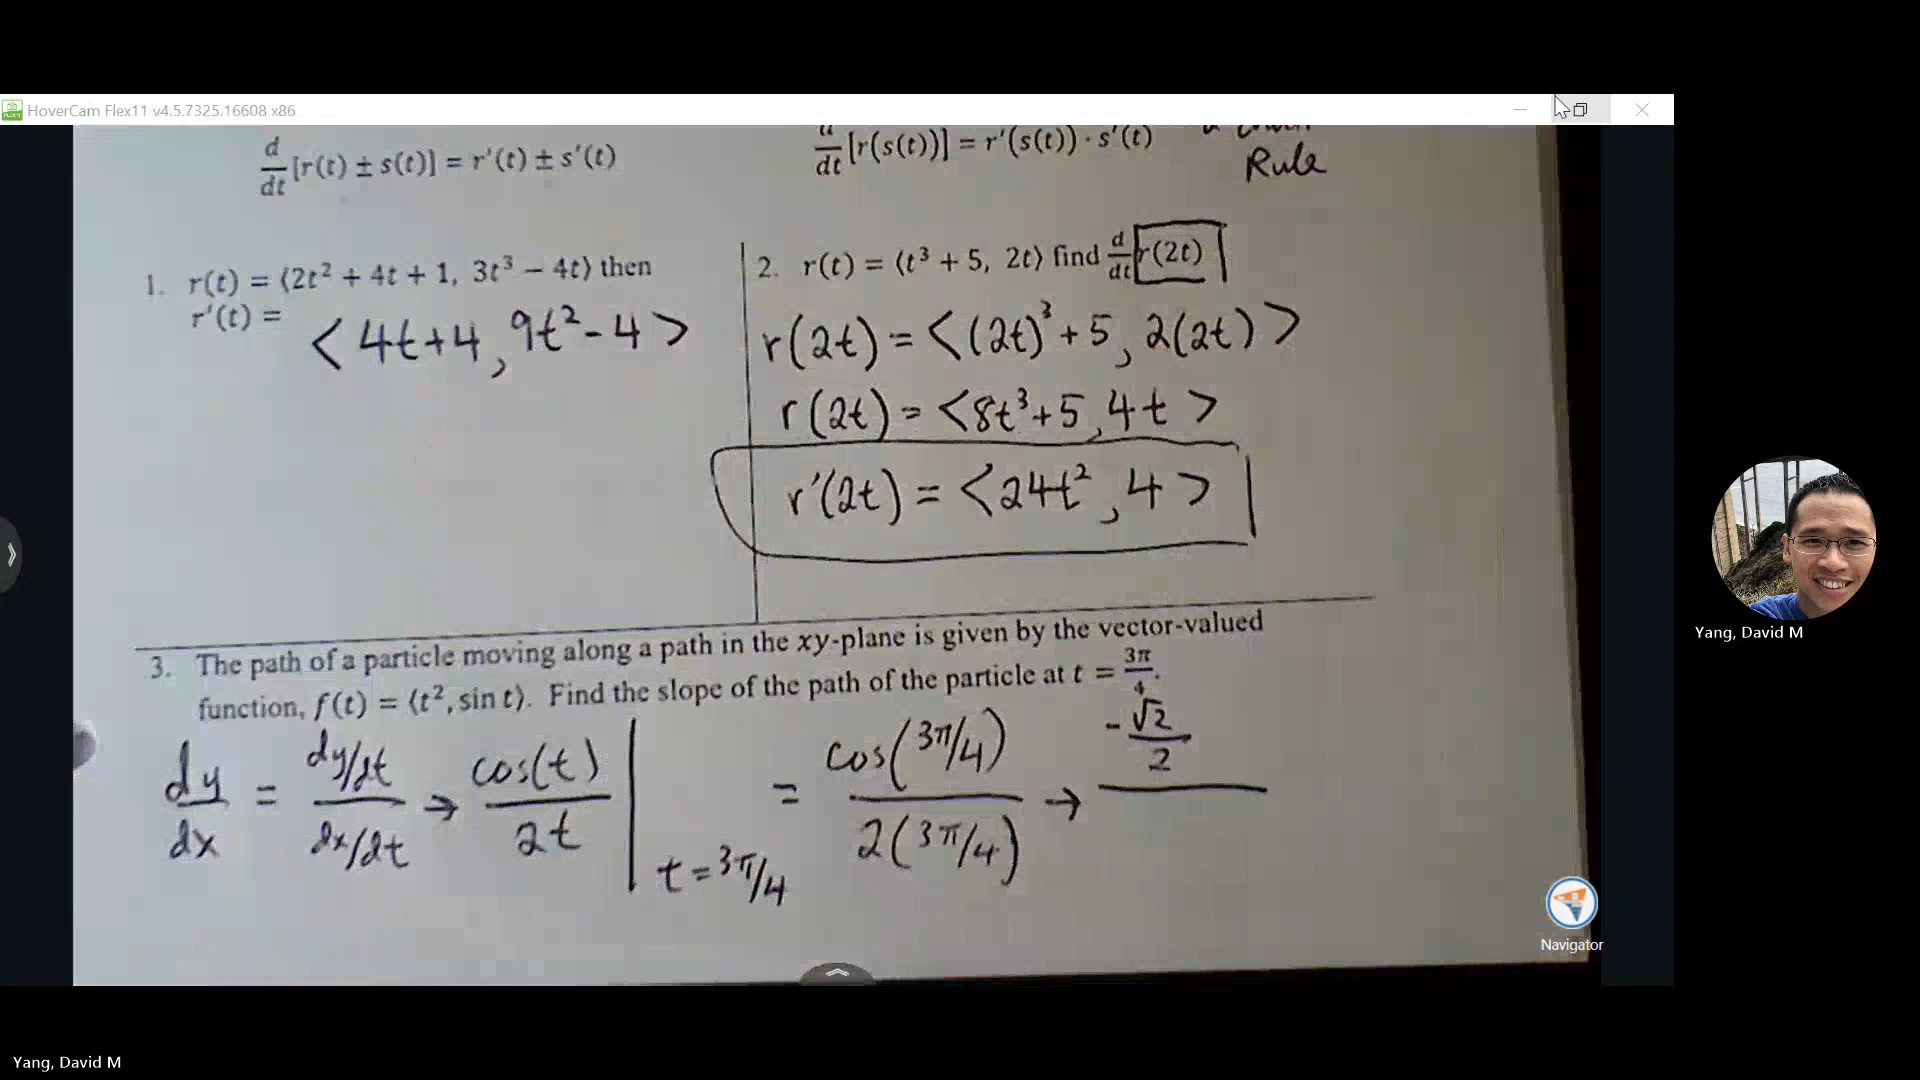 HoverCam Flex11 v4.5.7325.16608 x86
d/dt [r(t) ± s(t)] = r′(t) ± s′(t)
/dt [r(s(t))] = r′(s(t)) · s′(t)
Rule
1. r(t) = ⟨2t² + 4t + 1, 3t³ − 4t⟩ then
r′(t) = <4t+4, 9t²-4>
2. r(t) = ⟨t³ + 5, 2t⟩ find d/dt r(2t)
r(2t) = <(2t)³+5, 2(2t)>
r(2t) = <8t³+5, 4t>
r′(2t) = <24t², 4>
3. The path of a particle moving along a path in the xy-plane is given by the vector-valued
function, f(t) = ⟨t², sin t⟩. Find the slope of the path of the particle at t = 3π/4.
dy/dx = (dy/dt)/(dx/dt) → cos(t)/2t | t=3π/4 = cos(3π/4)/2(3π/4) → -√2/2
Navigator
Yang, David M
Yang, David M